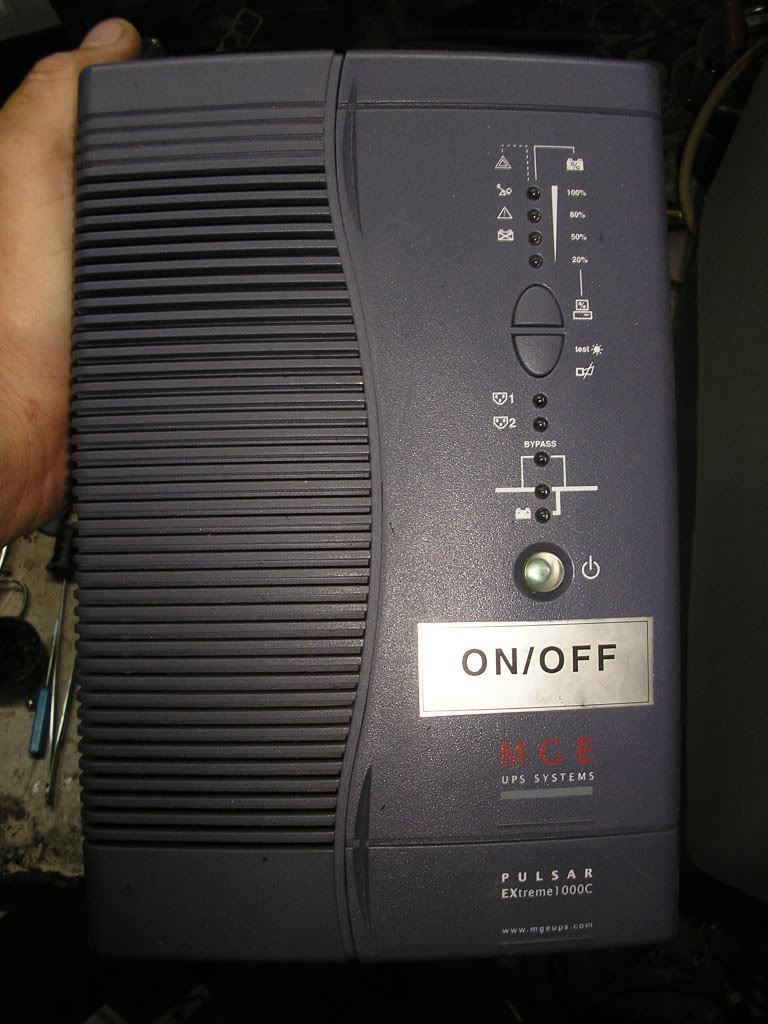 100%
80%
50%
20%
%
test
1
2
BYPASS
ON/OFF
MGE
UPS SYSTEMS
PULSAR
EXtreme1000C
www.mgeups.com